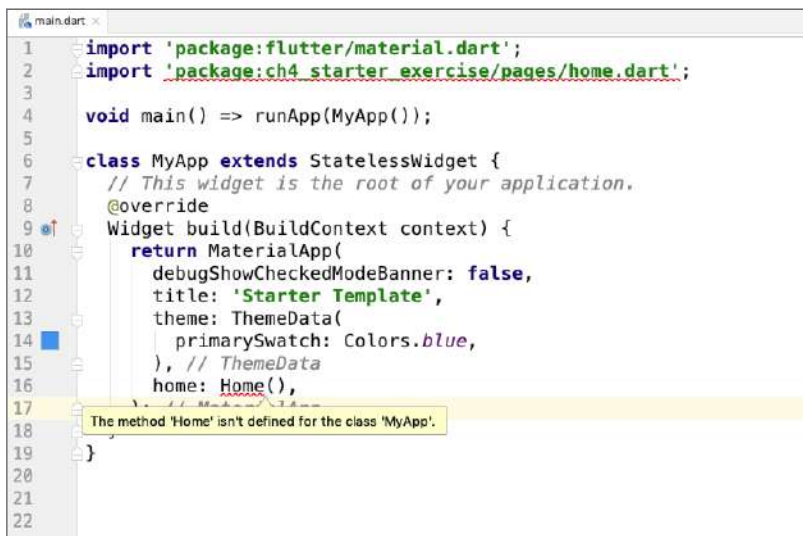 main.dart
1 import 'package:flutter/material.dart';
2 import 'package:ch4_starter_exercise/pages/home.dart';
3
4 void main() => runApp(MyApp());
5
6 class MyApp extends StatelessWidget {
7 // This widget is the root of your application.
8 @override
9 Widget build(BuildContext context) {
10 return MaterialApp(
11 debugShowCheckedModeBanner: false,
12 title: 'Starter Template',
13 theme: ThemeData(
14 primarySwatch: Colors.blue,
15 ), // ThemeData
16 home: Home(),
17 ); // MaterialApp
The method 'Home' isn't defined for the class 'MyApp'.
18
19 }
20
21
22